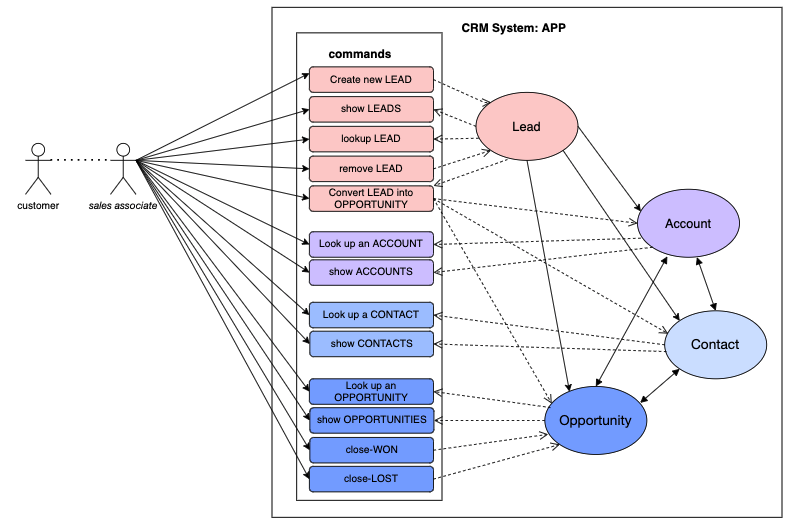 CRM System: APP
commands
Create new LEAD
show LEADS
lookup LEAD
remove LEAD
Convert LEAD into
OPPORTUNITY
Look up an ACCOUNT
show ACCOUNTS
Look up a CONTACT
show CONTACTS
Look up an
OPPORTUNITY
show OPPORTUNITIES
close-WON
close-LOST
customer
sales associate
Lead
Account
Contact
Opportunity